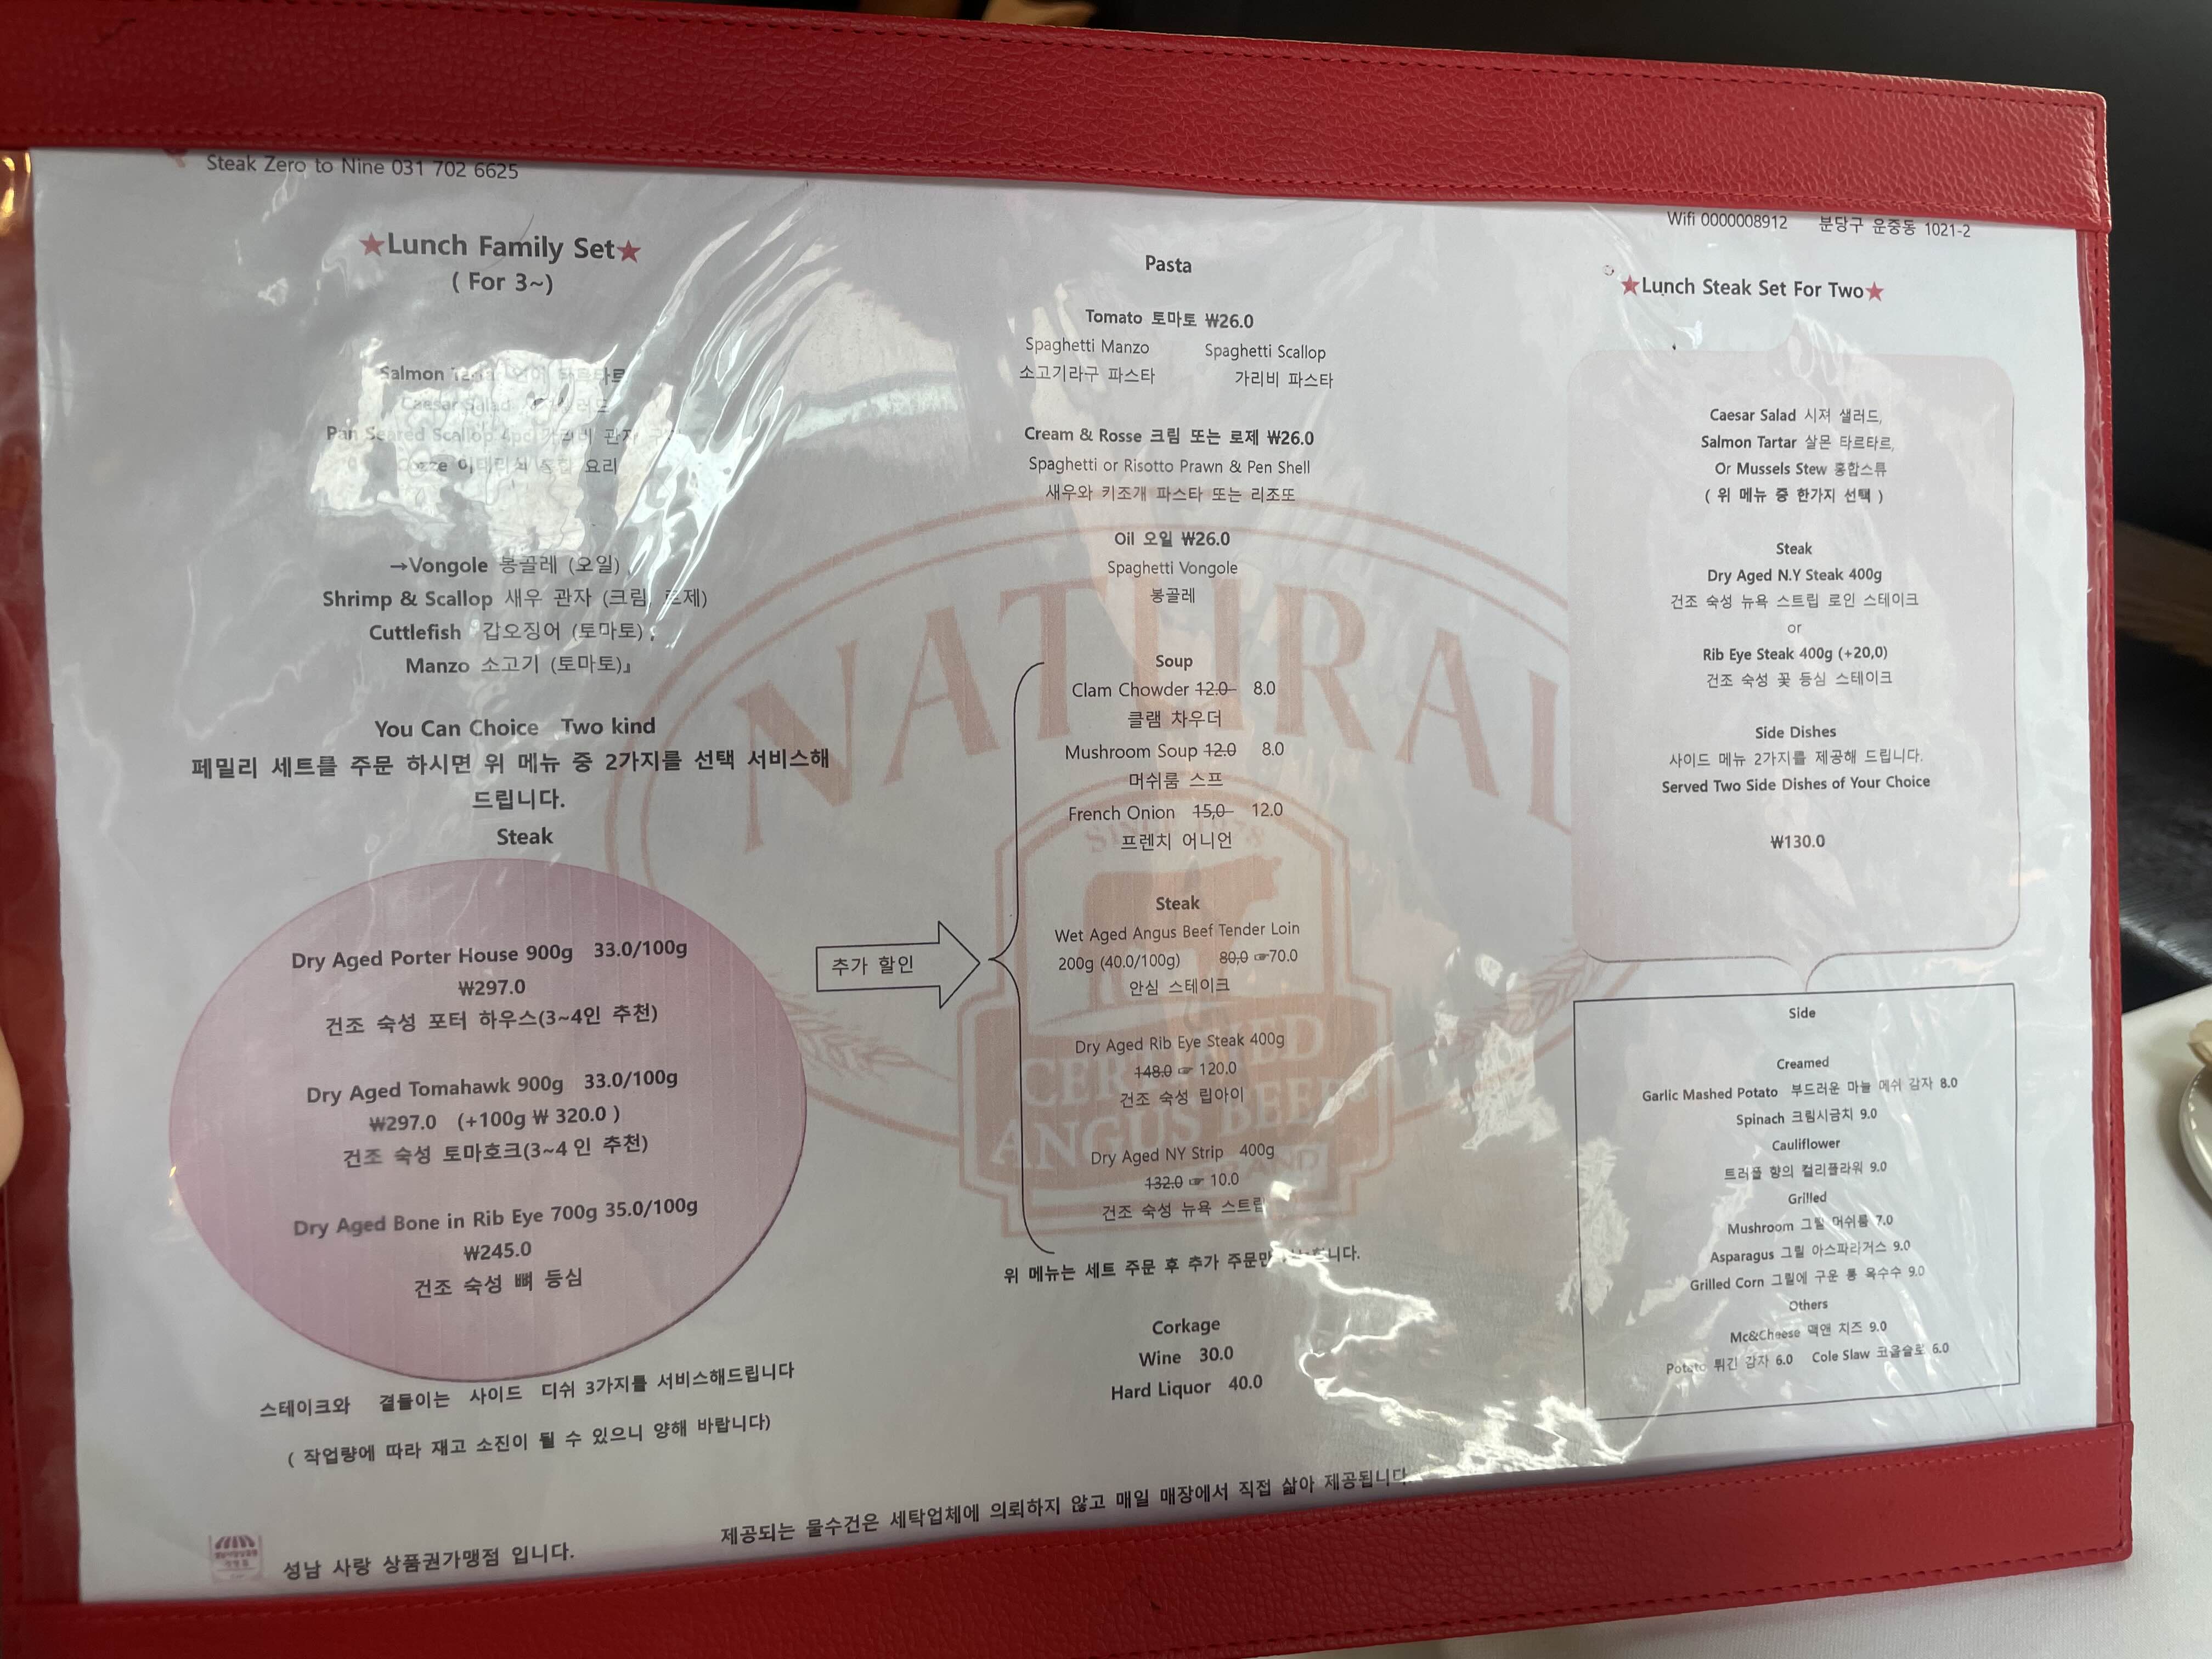 Steak Zero to Nine 031 702 6625
★Lunch Family Set★
( For 3~)
Salmon
Caesar Salad
Pan Seared Scallop 4pc 관자
요리
→Vongole 봉골레 (오일)
Shrimp & Scallop 새우 관자 (크림, 로제)
Cuttlefish 갑오징어 (토마토)
Manzo 소고기 (토마토)』
You Can Choice Two kind
페밀리 세트를 주문 하시면 위 메뉴 중 2가지를 선택 서비스해
드립니다.
Steak
Dry Aged Porter House 900g 33.0/100g
₩297.0
건조 숙성 포터 하우스(3~4인 추천)
Dry Aged Tomahawk 900g 33.0/100g
₩297.0 (+100g ₩ 320.0 )
건조 숙성 토마호크(3~4 인 추천)
Dry Aged Bone in Rib Eye 700g 35.0/100g
₩245.0
건조 숙성 뼈 등심
스테이크와 곁들이는 사이드 디쉬 3가지를 서비스해드립니다
( 작업량에 따라 재고 소진이 될 수 있으니 양해 바랍니다)
성남 사랑 상품권가맹점 입니다.
추가 할인
Pasta
Tomato 토마토 ₩26.0
Spaghetti Manzo Spaghetti Scallop
소고기라구 파스타 가리비 파스타
Cream & Rosse 크림 또는 로제 ₩26.0
Spaghetti or Risotto Prawn & Pen Shell
새우와 키조개 파스타 또는 리조또
Oil 오일 ₩26.0
Spaghetti Vongole
봉골레
Soup
Clam Chowder 12.0 8.0
클램 차우더
Mushroom Soup 12.0 8.0
머쉬룸 스프
French Onion 15,0 12.0
프렌치 어니언
Steak
Wet Aged Angus Beef Tender Loin
200g (40.0/100g) 80,0 ☞70.0
안심 스테이크
Dry Aged Rib Eye Steak 400g
148.0 ☞ 120.0
건조 숙성 립아이
Dry Aged NY Strip 400g
132.0 ☞ 10.0
건조 숙성 뉴욕 스트립
위 메뉴는 세트 주문 후 추가 주문만
Corkage
Wine 30.0
Hard Liquor 40.0
제공되는 물수건은 세탁업체에 의뢰하지 않고 매일 매장에서 직접 삶아 제공됩니다.
NATURAL
CERTIFIED
ANGUS BEEF
BRAND
Wifi 0000008912 분당구 운중동 1021-2
★Lunch Steak Set For Two★
Caesar Salad 시져 샐러드,
Salmon Tartar 살몬 타르타르,
Or Mussels Stew 홍합스튜
( 위 메뉴 중 한가지 선택 )
Steak
Dry Aged N.Y Steak 400g
건조 숙성 뉴욕 스트립 로인 스테이크
or
Rib Eye Steak 400g (+20,0)
건조 숙성 꽃 등심 스테이크
Side Dishes
사이드 메뉴 2가지를 제공해 드립니다.
Served Two Side Dishes of Your Choice
₩130.0
Side
Creamed
Garlic Mashed Potato 부드러운 마늘 메쉬 감자 8.0
Spinach 크림시금치 9.0
Cauliflower
트러플 향의 컬리플라워 9.0
Grilled
Mushroom 그릴 머쉬룸 7.0
Asparagus 그릴 아스파라거스 9.0
Grilled Corn 그릴에 구운 통 옥수수 9.0
Others
Mc&Cheese 맥앤 치즈 9.0
Potato 튀긴 감자 6.0 Cole Slaw 코울슬로 6.0